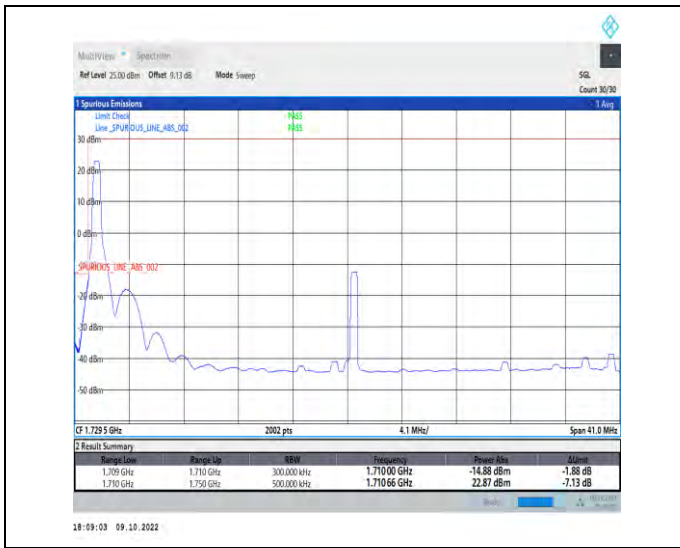 MultiView Spectrum
Ref Level 25.00 dBm Offset 9.13 dB Mode Sweep SGL
Count 30/30
1 Spurious Emissions 1 Avg
Limit Check PASS
Line _SPURIOUS_LINE_ABS_002 PASS
30 dBm
20 dBm
10 dBm
0 dBm
_SPURIOUS_LINE_ABS_002
-20 dBm
-30 dBm
-40 dBm
-50 dBm
CF 1.729 5 GHz 2002 pts 4.1 MHz/ Span 41.0 MHz
2 Result Summary
Range Low Range Up RBW Frequency Power Abs ΔLimit
1.709 GHz 1.710 GHz 300.000 kHz 1.710 00 GHz -14.88 dBm -1.88 dB
1.710 GHz 1.750 GHz 500.000 kHz 1.710 66 GHz 22.87 dBm -7.13 dB
18:09:03 09.10.2022